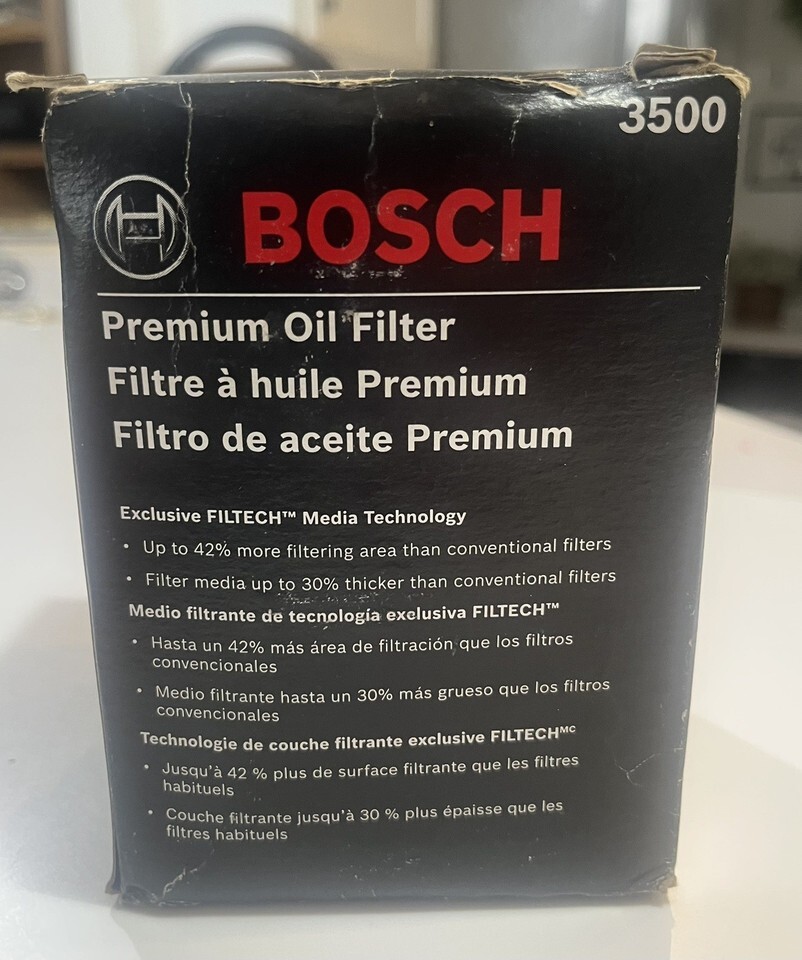 3500
BOSCH
Premium Oil Filter
Filtre à huile Premium
Filtro de aceite Premium
Exclusive FILTECH™ Media Technology
• Up to 42% more filtering area than conventional filters
• Filter media up to 30% thicker than conventional filters
Medio filtrante de tecnología exclusiva FILTECH™
• Hasta un 42% más área de filtración que los filtros
convencionales
• Medio filtrante hasta un 30% más grueso que los filtros
convencionales
Technologie de couche filtrante exclusive FILTECHᴹᶜ
• Jusqu'à 42 % plus de surface filtrante que les filtres
habituels
• Couche filtrante jusqu'à 30 % plus épaisse que les
filtres habituels